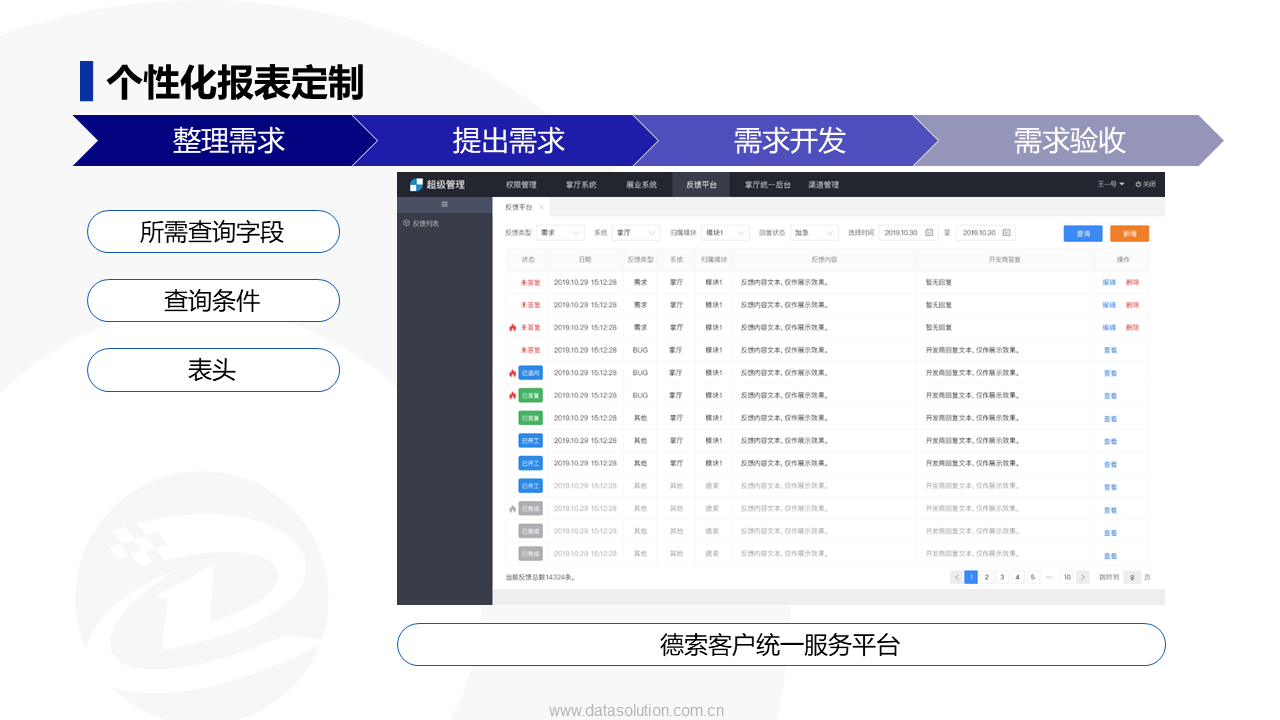 个性化报表定制
整理需求 提出需求 需求开发 需求验收
所需查询字段
查询条件
表头
超级管理 权限管理 掌厅系统 展业系统 反馈平台 掌厅统一后台 渠道管理 王一号 关闭
反馈列表
反馈平台
反馈类型 需求 系统 掌厅 归属模块 模块1 回复状态 加急 选择时间 2019.10.30 至 2019.10.30 查询 新增
状态 日期 反馈类型 系统 归属模块 反馈内容 开发商答复 操作
未答复 2019.10.29 15:12:28 需求 掌厅 模块1 反馈内容文本,仅作展示效果。 暂无回复 编辑 删除
未答复 2019.10.29 15:12:28 需求 掌厅 模块1 反馈内容文本,仅作展示效果。 暂无回复 编辑 删除
未答复 2019.10.29 15:12:28 需求 掌厅 模块1 反馈内容文本,仅作展示效果。 暂无回复 编辑 删除
未答复 2019.10.29 15:12:28 BUG 掌厅 模块1 反馈内容文本,仅作展示效果。 开发商回复文本,仅作展示效果。 查看
已追问 2019.10.29 15:12:28 BUG 掌厅 模块1 反馈内容文本,仅作展示效果。 开发商回复文本,仅作展示效果。 查看
已答复 2019.10.29 15:12:28 BUG 掌厅 模块1 反馈内容文本,仅作展示效果。 开发商回复文本,仅作展示效果。 查看
已答复 2019.10.29 15:12:28 其他 掌厅 模块1 反馈内容文本,仅作展示效果。 开发商回复文本,仅作展示效果。 查看
已开工 2019.10.29 15:12:28 其他 掌厅 模块1 反馈内容文本,仅作展示效果。 开发商回复文本,仅作展示效果。 查看
已开工 2019.10.29 15:12:28 其他 掌厅 模块1 反馈内容文本,仅作展示效果。 开发商回复文本,仅作展示效果。 查看
已开工 2019.10.29 15:12:28 其他 其他 德索 反馈内容文本,仅作展示效果。 开发商回复文本,仅作展示效果。 查看
已完成 2019.10.29 15:12:28 其他 其他 德索 反馈内容文本,仅作展示效果。 开发商回复文本,仅作展示效果。 查看
已完成 2019.10.29 15:12:28 其他 其他 德索 反馈内容文本,仅作展示效果。 开发商回复文本,仅作展示效果。 查看
已完成 2019.10.29 15:12:28 其他 其他 德索 反馈内容文本,仅作展示效果。 开发商回复文本,仅作展示效果。 查看
当前反馈总数14324条。 1 2 3 4 5 ··· 10 跳转到 8 页
德索客户统一服务平台
www.datasolution.com.cn